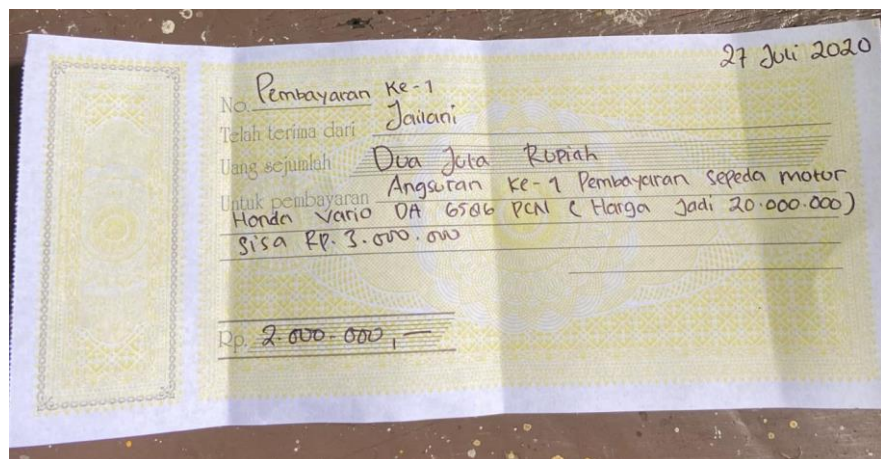 27 Juli 2020
No. Pembayaran Ke-1
Telah terima dari Jailani
Uang sejumlah Dua Juta Rupiah
Untuk pembayaran Angsuran Ke-1 Pembayaran sepeda motor
Honda Vario DA 6506 PCN ( Harga Jadi 20.000.000)
Sisa RP. 3.000.000
Rp. 2.000.000,—